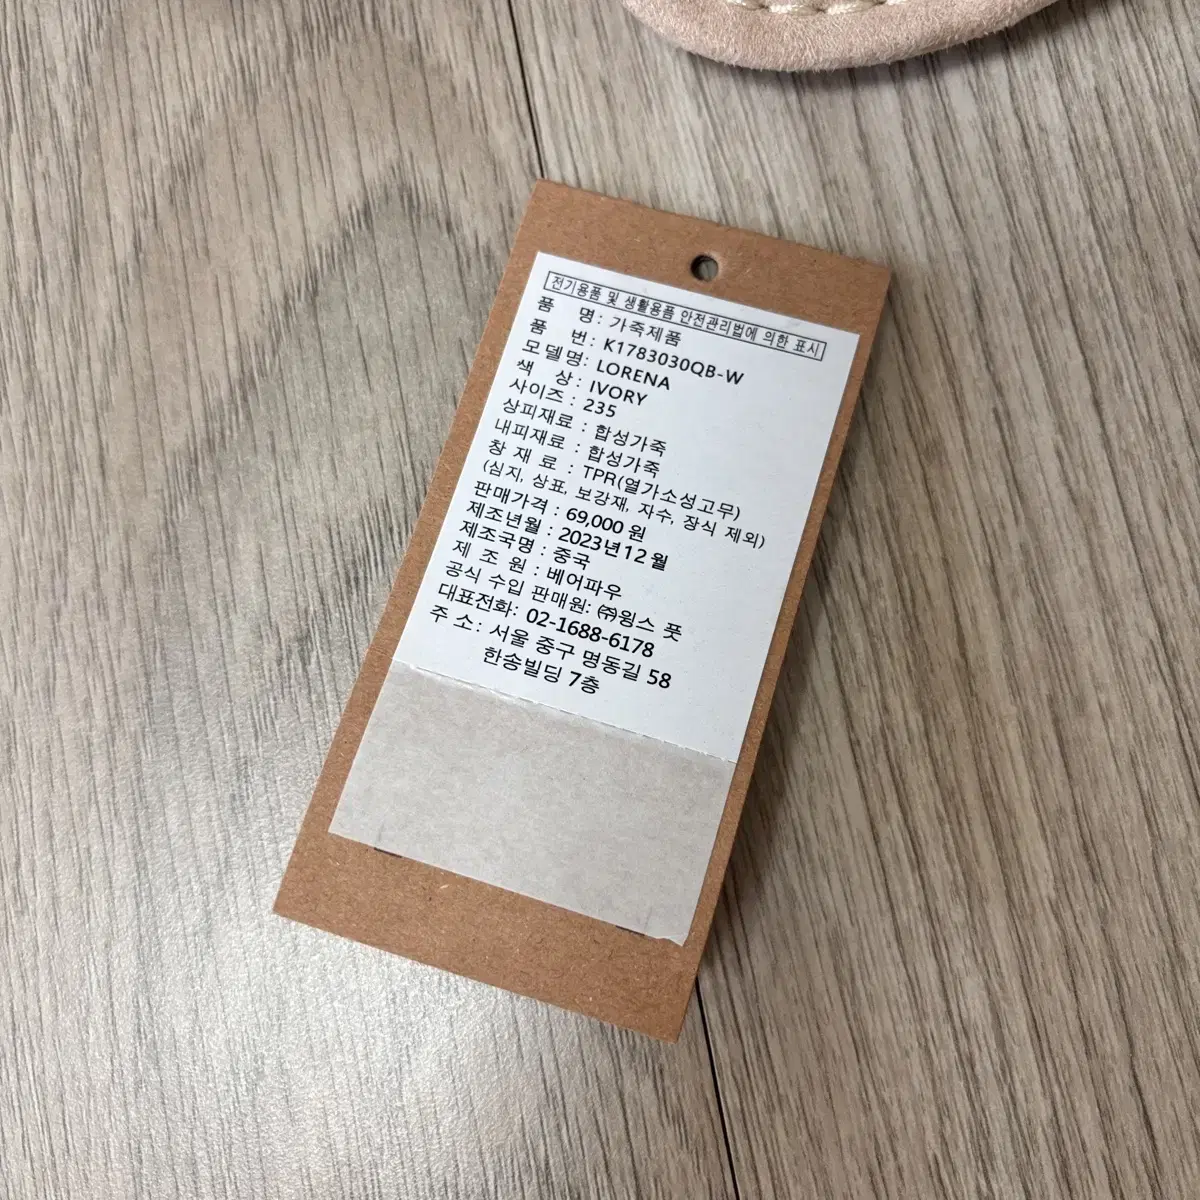 전기용품 및 생활용품 안전관리법에 의한 표시
품 명: 가죽제품
품 번: K1783030QB-W
모델명: LORENA
색 상: IVORY
사이즈: 235
상피재료: 합성가죽
내피재료: 합성가죽
창 재 료: TPR(열가소성고무)
(심지, 상표, 보강재, 자수, 장식 제외)
판매가격: 69,000 원
제조년월: 2023년12월
제조국명: 중국
제 조 원: 베어파우
공식 수입 판매원: ㈜윙스 풋
대표전화: 02-1688-6178
주 소: 서울 중구 명동길 58
한송빌딩 7층